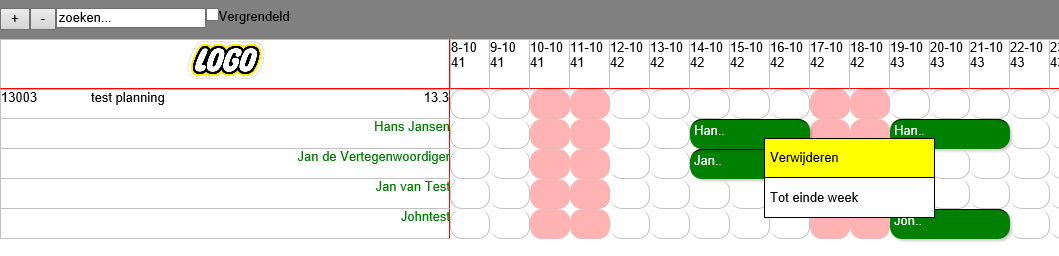 + - zoeken... Vergrendeld
LOGO
8-10 9-10 10-10 11-10 12-10 13-10 14-10 15-10 16-10 17-10 18-10 19-10 20-10 21-10 22-10
41 41 41 41 42 42 42 42 42 42 42 43 43 43 43
13003 test planning 13.3
Hans Jansen Han.. Han..
Jan de Vertegenwoordiger Jan..
Verwijderen
Jan van Test
Tot einde week
Johntest Joh..